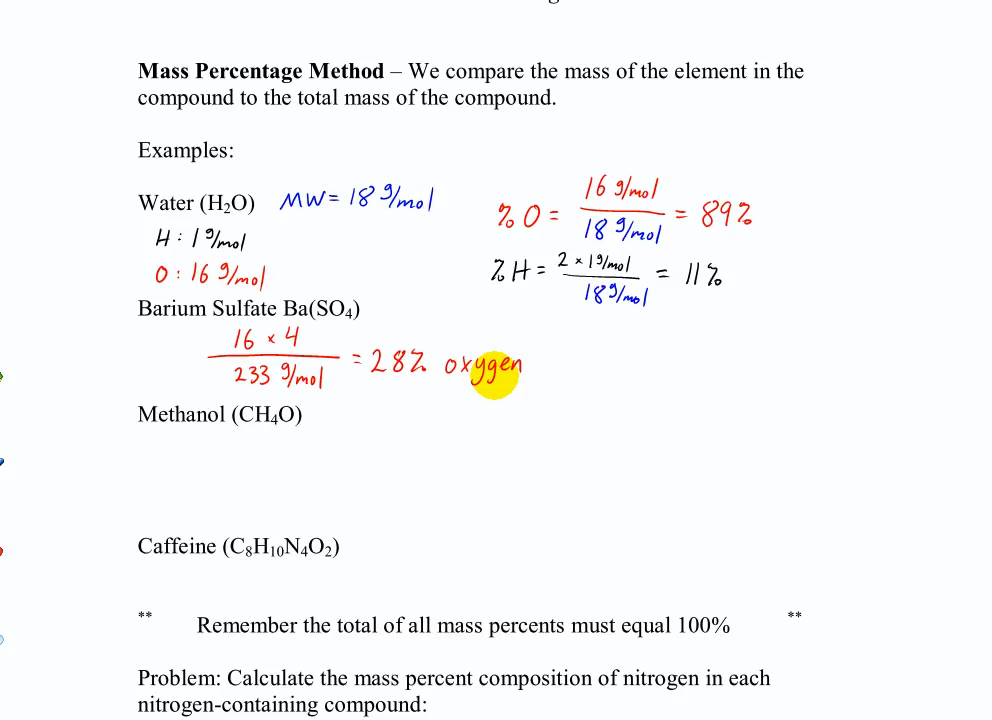 Mass Percentage Method – We compare the mass of the element in the
compound to the total mass of the compound.
Examples:
Water (H₂O) MW = 18 g/mol
H : 1 g/mol
O : 16 g/mol
% O = 16 g/mol / 18 g/mol = 89%
% H = 2 × 1 g/mol / 18 g/mol = 11%
Barium Sulfate Ba(SO₄)
16 × 4 / 233 g/mol = 28% oxygen
Methanol (CH₄O)
Caffeine (C₈H₁₀N₄O₂)
** Remember the total of all mass percents must equal 100% **
Problem: Calculate the mass percent composition of nitrogen in each
nitrogen-containing compound: